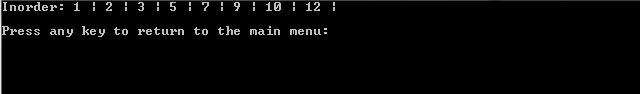 Inorder: 1 ¦ 2 ¦ 3 ¦ 5 ¦ 7 ¦ 9 ¦ 10 ¦ 12 ¦
Press any key to return to the main menu: